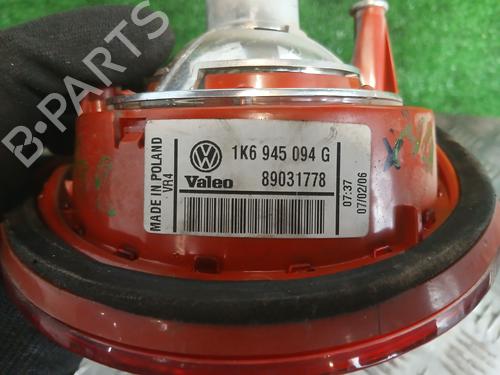 MADE IN POLAND
VR4
1K6 945 094 G
Valeo
89031778
07:37
07/02/06
B-PARTS